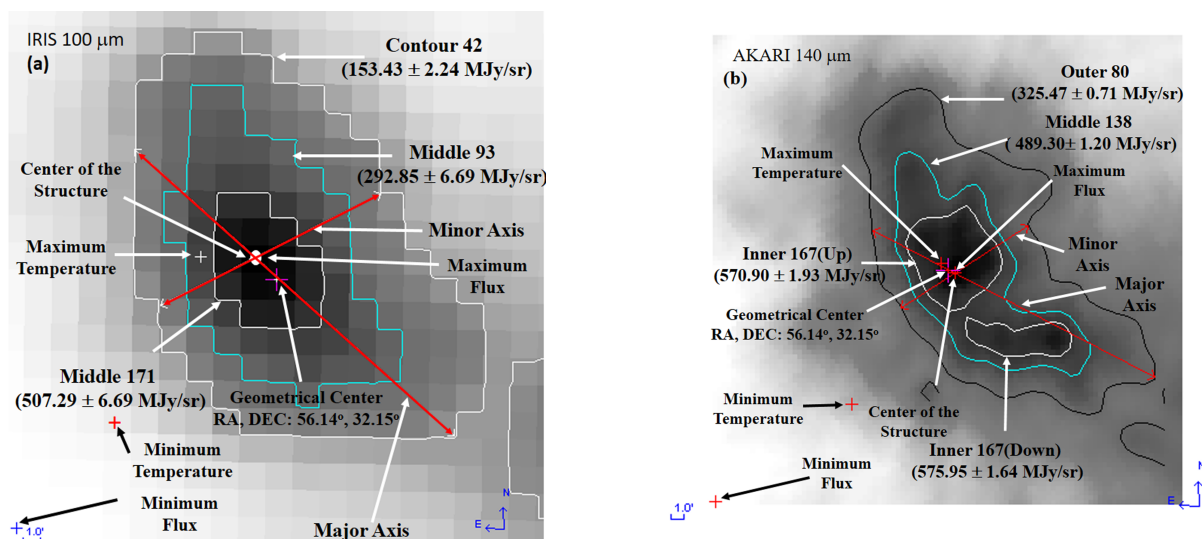 IRIS 100 μm
(a)
Contour 42
(153.43 ± 2.24 MJy/sr)
Middle 93
(292.85 ± 6.69 MJy/sr)
Center of the
Structure
Minor Axis
Maximum
Temperature
Maximum
Flux
Middle 171
(507.29 ± 6.69 MJy/sr)
Geometrical Center
RA, DEC: 56.14º, 32.15º
Minimum
Temperature
Minimum
Flux
Major Axis
N
E
1.0'
AKARI 140 μm
(b)
Outer 80
(325.47 ± 0.71 MJy/sr)
Middle 138
( 489.30± 1.20 MJy/sr)
Maximum
Temperature
Maximum
Flux
Inner 167(Up)
(570.90 ± 1.93 MJy/sr)
Minor
Axis
Major
Axis
Geometrical Center
RA, DEC: 56.14º, 32.15º
Minimum
Temperature
Center of the
Structure
Inner 167(Down)
(575.95 ± 1.64 MJy/sr)
Minimum
Flux
1.0'
N
E